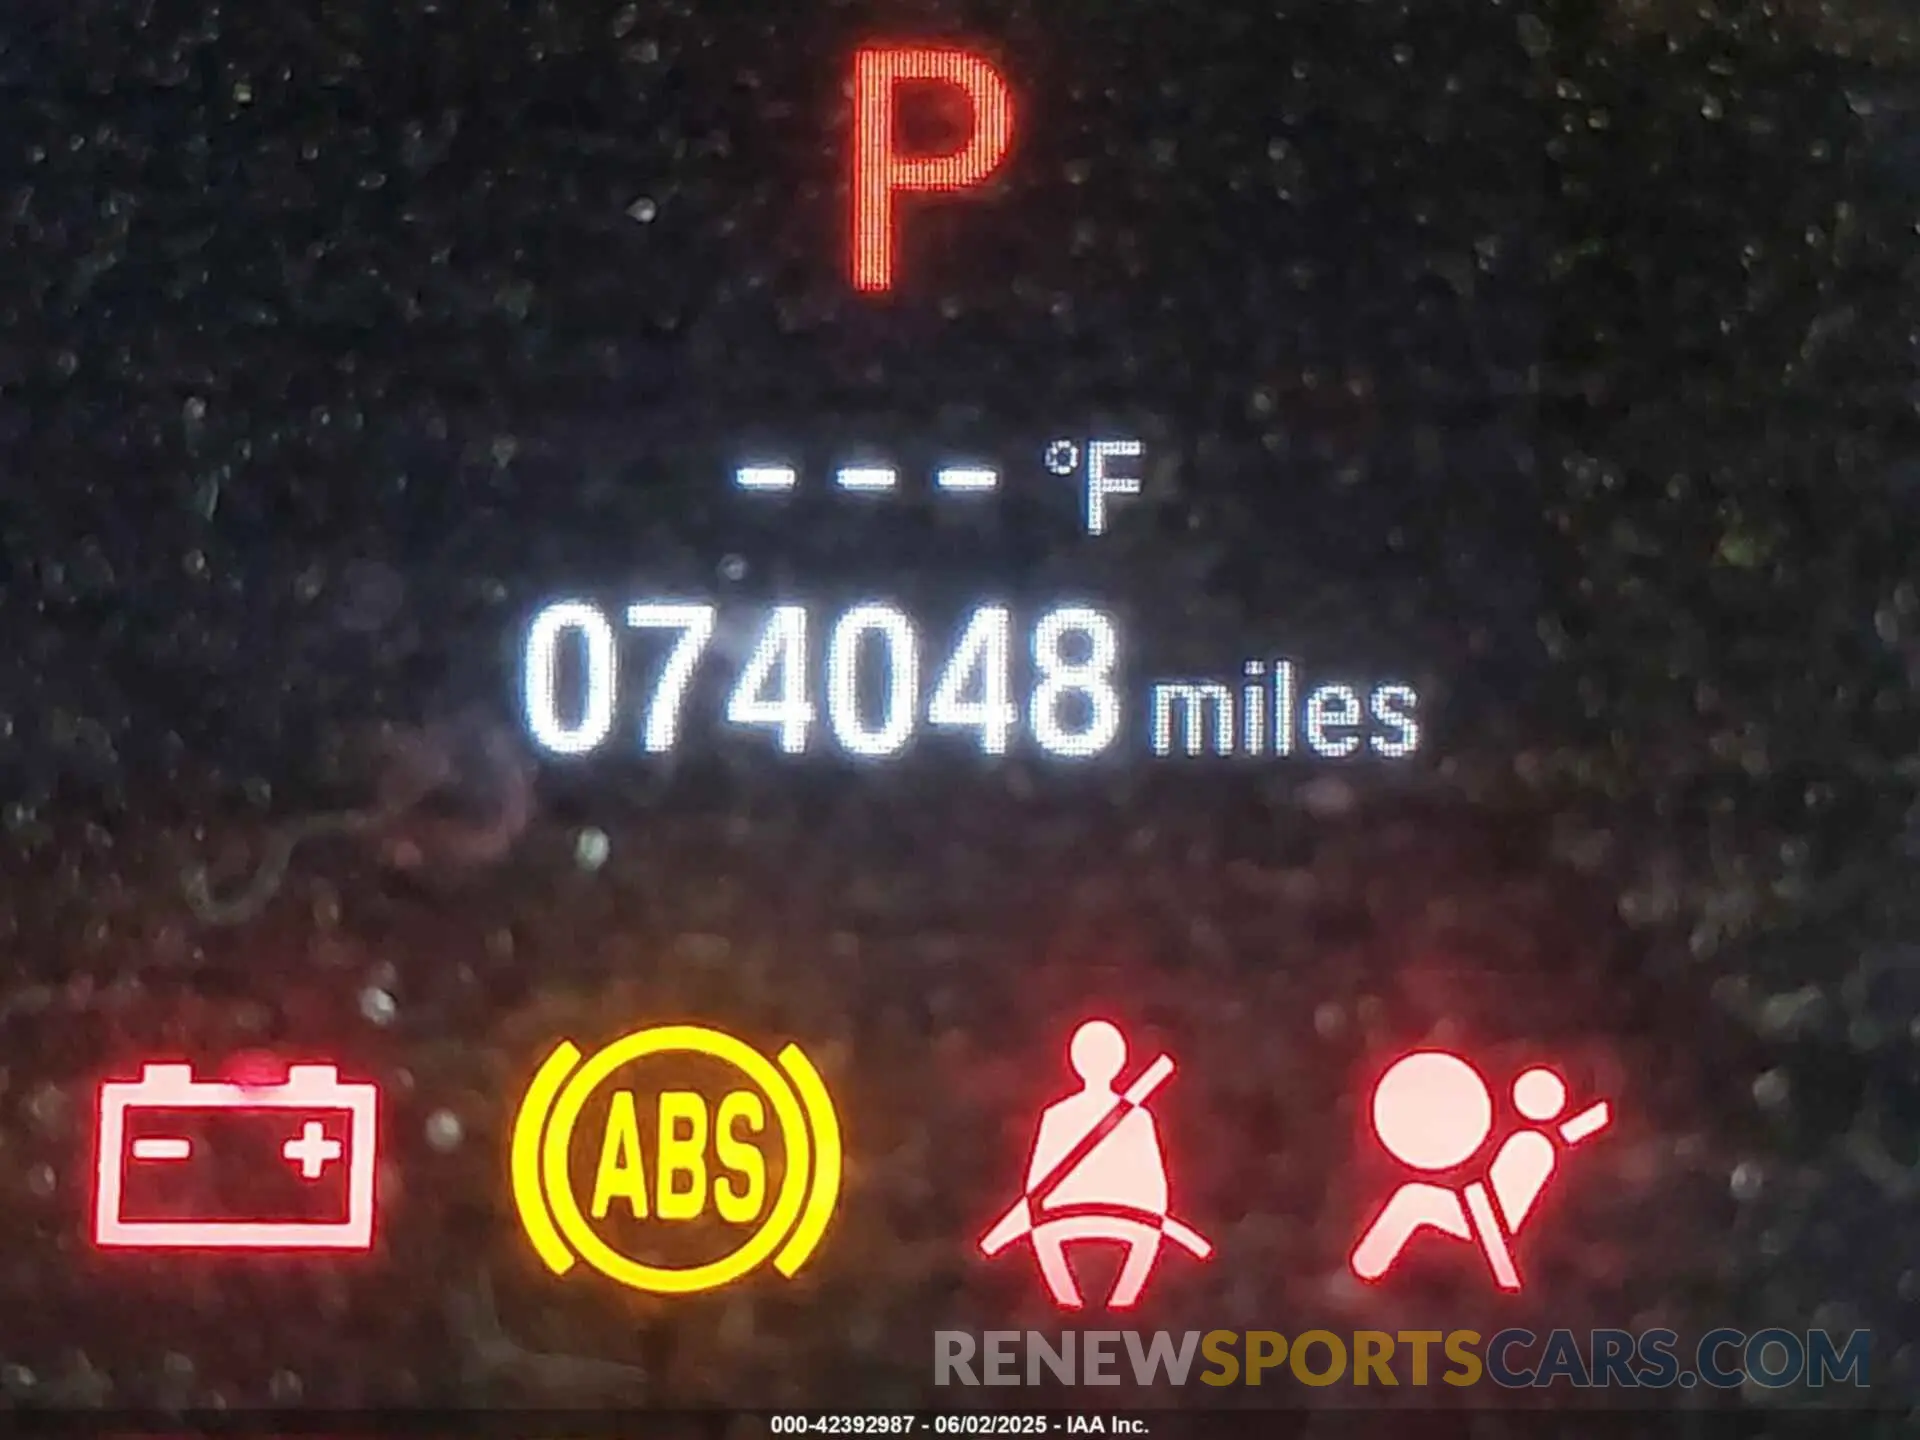 P
--- °F
074048 miles
- +
ABS
RENEWSPORTSCARS.COM
000-42392987 - 06/02/2025 - IAA Inc.